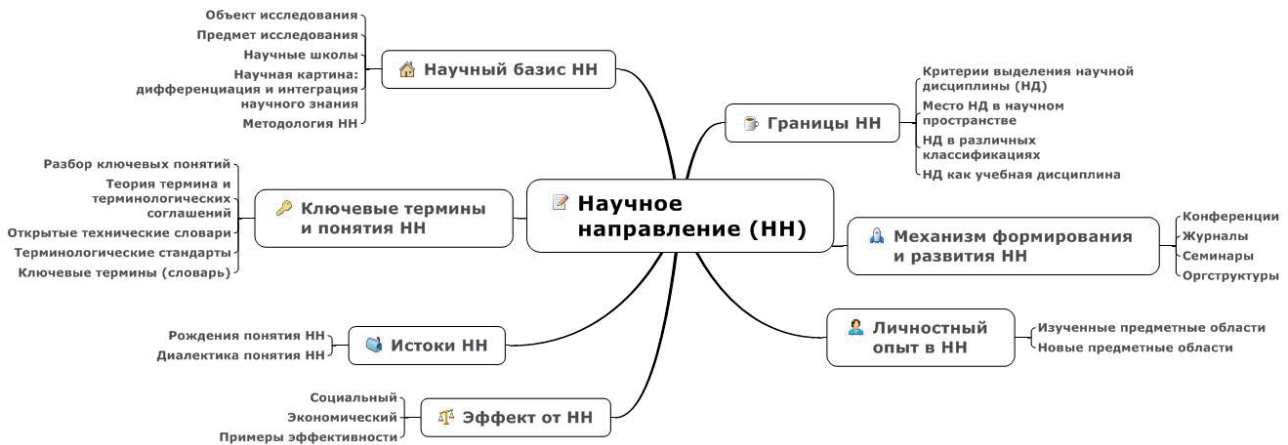 Объект исследования
Предмет исследования
Научные школы
Научная картина:
дифференциация и интеграция
научного знания
Методология НН
Научный базис НН
Разбор ключевых понятий
Теория термина и
терминологических
соглашений
Открытые технические словари
Терминологические стандарты
Ключевые термины (словарь)
Ключевые термины
и понятия НН
Рождения понятия НН
Диалектика понятия НН
Истоки НН
Социальный
Экономический
Примеры эффективности
Эффект от НН
Научное
направление (НН)
Границы НН
Критерии выделения научной
дисциплины (НД)
Место НД в научном
пространстве
НД в различных
классификациях
НД как учебная дисциплина
Механизм формирования
и развития НН
Конференции
Журналы
Семинары
Оргструктуры
Личностный
опыт в НН
Изученные предметные области
Новые предметные области